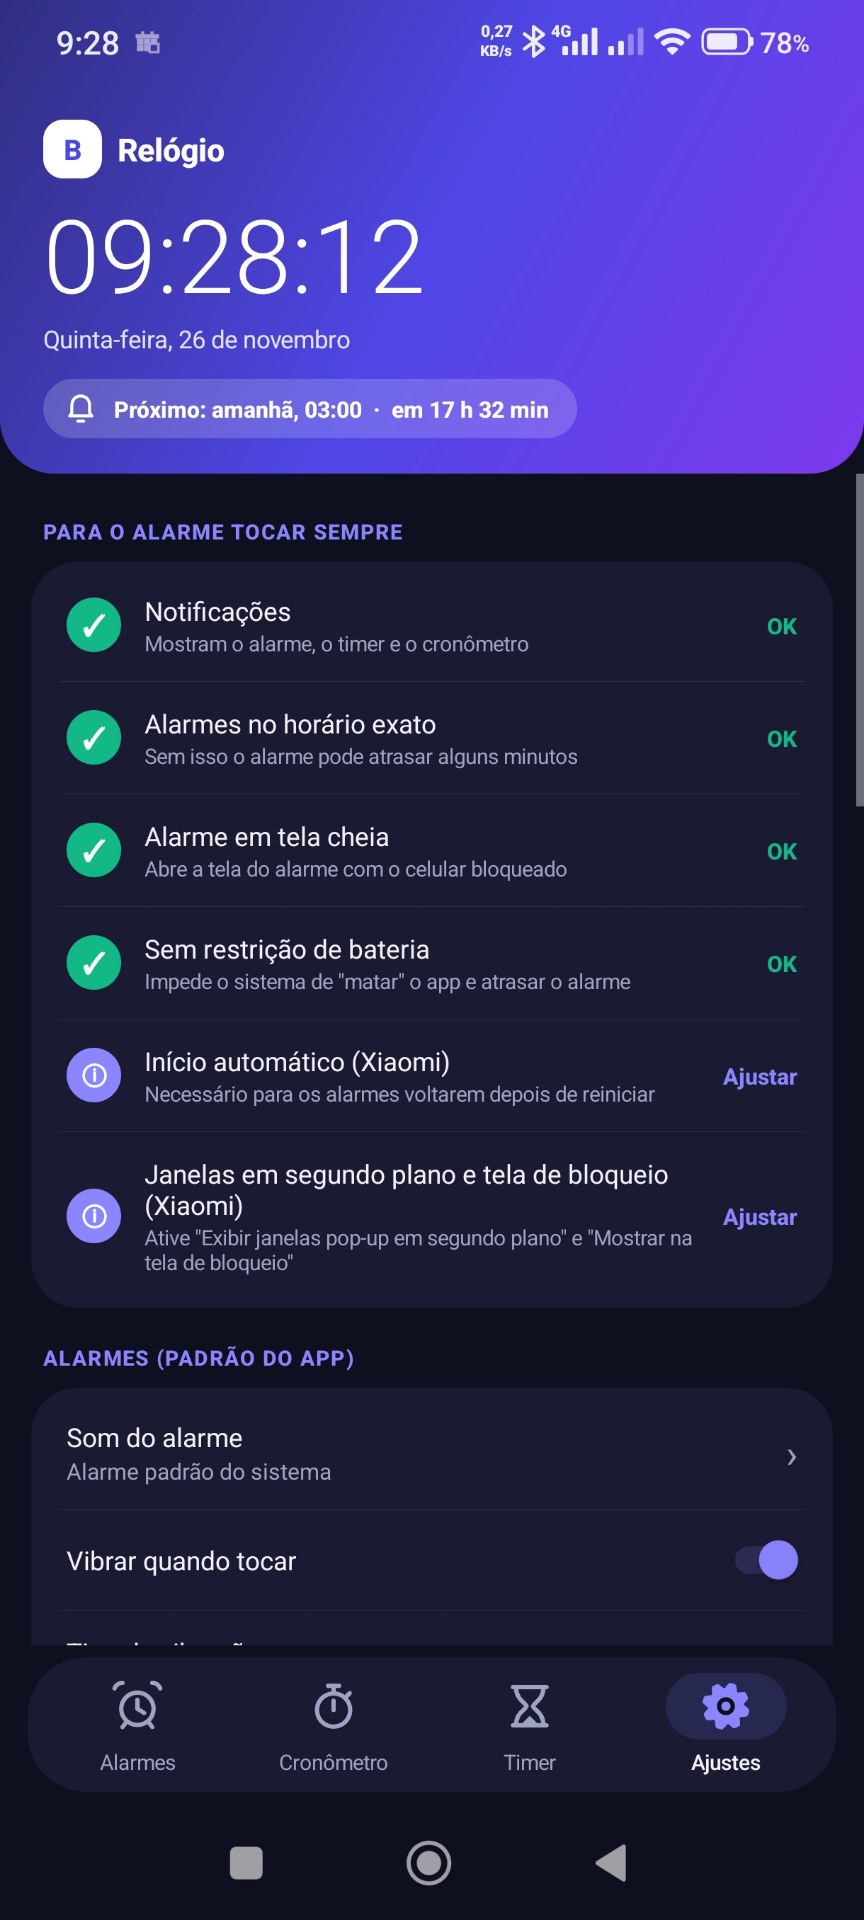 9:28
0,27
KB/s
4G
78%
B
Relógio
09:28:12
Quinta-feira, 26 de novembro
Próximo: amanhã, 03:00 · em 17 h 32 min
PARA O ALARME TOCAR SEMPRE
Notificações
Mostram o alarme, o timer e o cronômetro
OK
Alarmes no horário exato
Sem isso o alarme pode atrasar alguns minutos
OK
Alarme em tela cheia
Abre a tela do alarme com o celular bloqueado
OK
Sem restrição de bateria
Impede o sistema de "matar" o app e atrasar o alarme
OK
Início automático (Xiaomi)
Necessário para os alarmes voltarem depois de reiniciar
Ajustar
Janelas em segundo plano e tela de bloqueio
(Xiaomi)
Ative "Exibir janelas pop-up em segundo plano" e "Mostrar na
tela de bloqueio"
Ajustar
ALARMES (PADRÃO DO APP)
Som do alarme
Alarme padrão do sistema
Vibrar quando tocar
Alarmes
Cronômetro
Timer
Ajustes